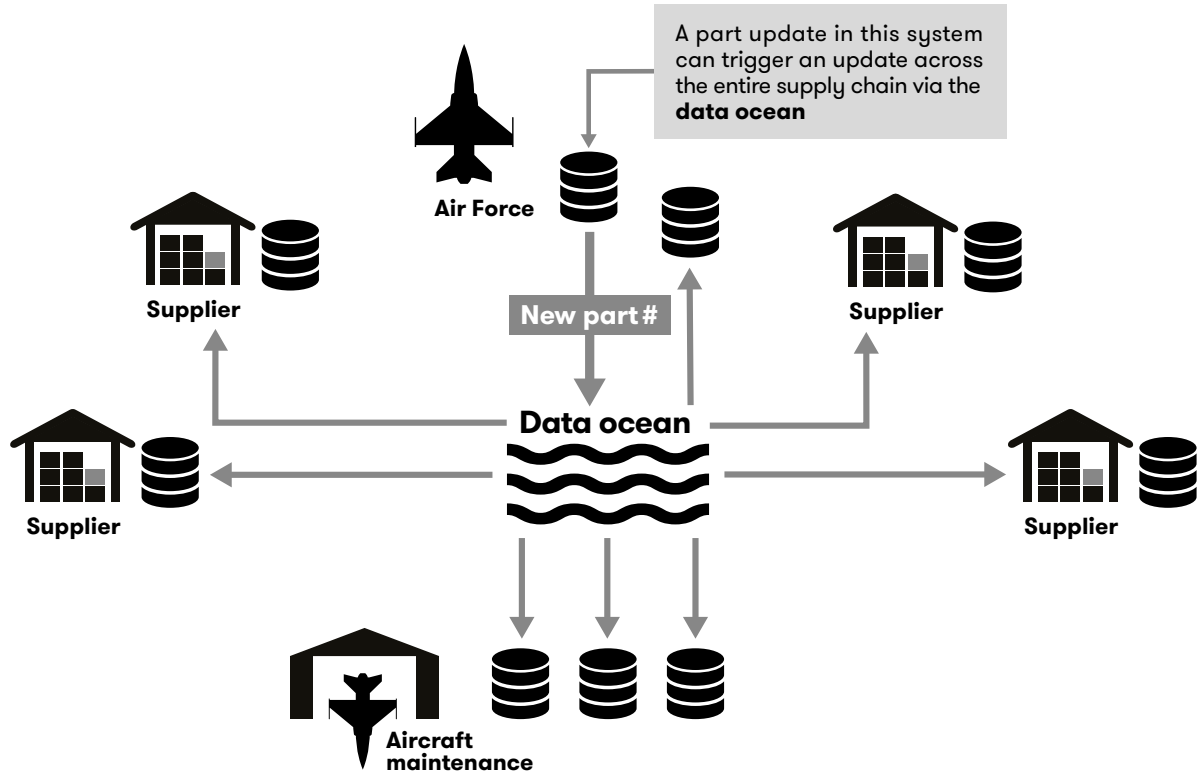 A part update in this system
can trigger an update across
the entire supply chain via the
data ocean
Air Force
Supplier
Supplier
New part #
Data ocean
Supplier
Supplier
Aircraft
maintenance